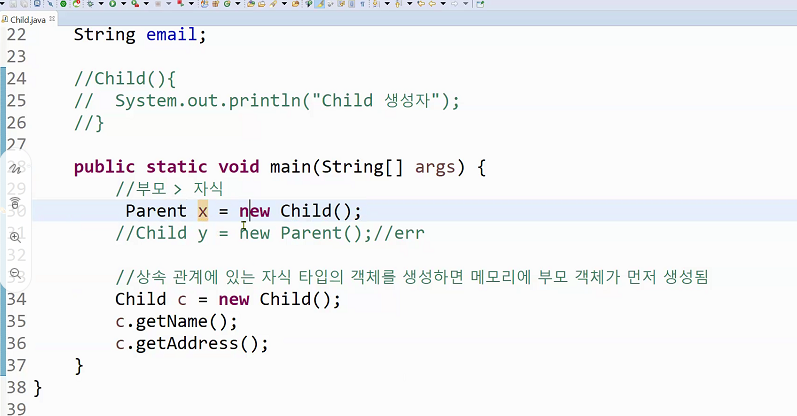 Child.java
22 String email;
23
24 //Child(){
25 // System.out.println("Child 생성자");
26 //}
27
public static void main(String[] args) {
29 //부모 > 자식
30 Parent x = new Child();
31 //Child y = new Parent();//err
32
//상속 관계에 있는 자식 타입의 객체를 생성하면 메모리에 부모 객체가 먼저 생성됨
34 Child c = new Child();
35 c.getName();
36 c.getAddress();
37 }
38 }
39